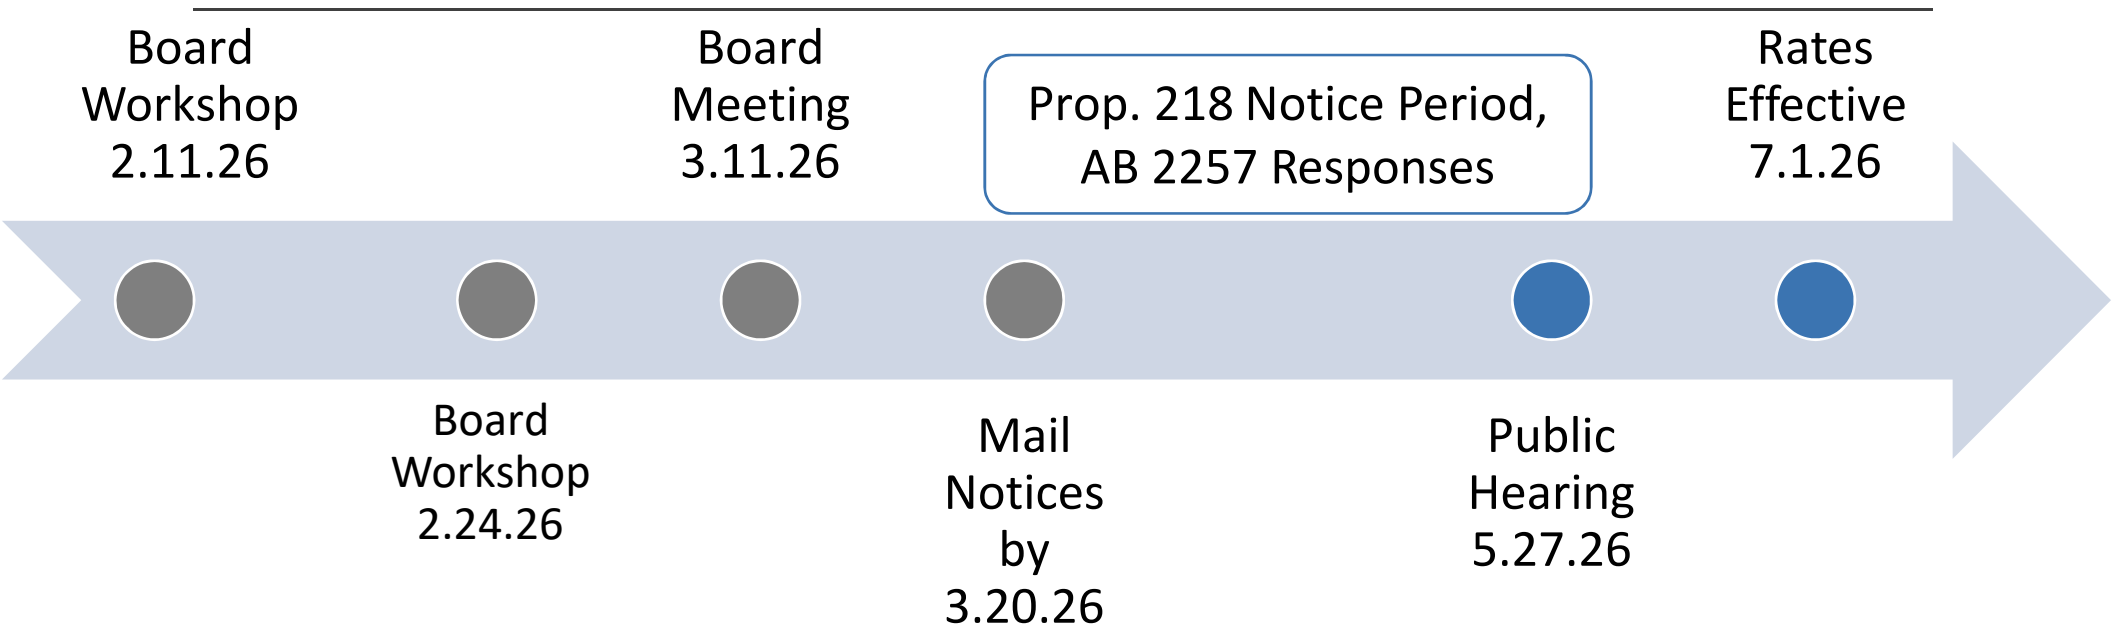 Board
Workshop
2.11.26
Board
Meeting
3.11.26
Prop. 218 Notice Period,
AB 2257 Responses
Rates
Effective
7.1.26
Board
Workshop
2.24.26
Mail
Notices
by
3.20.26
Public
Hearing
5.27.26